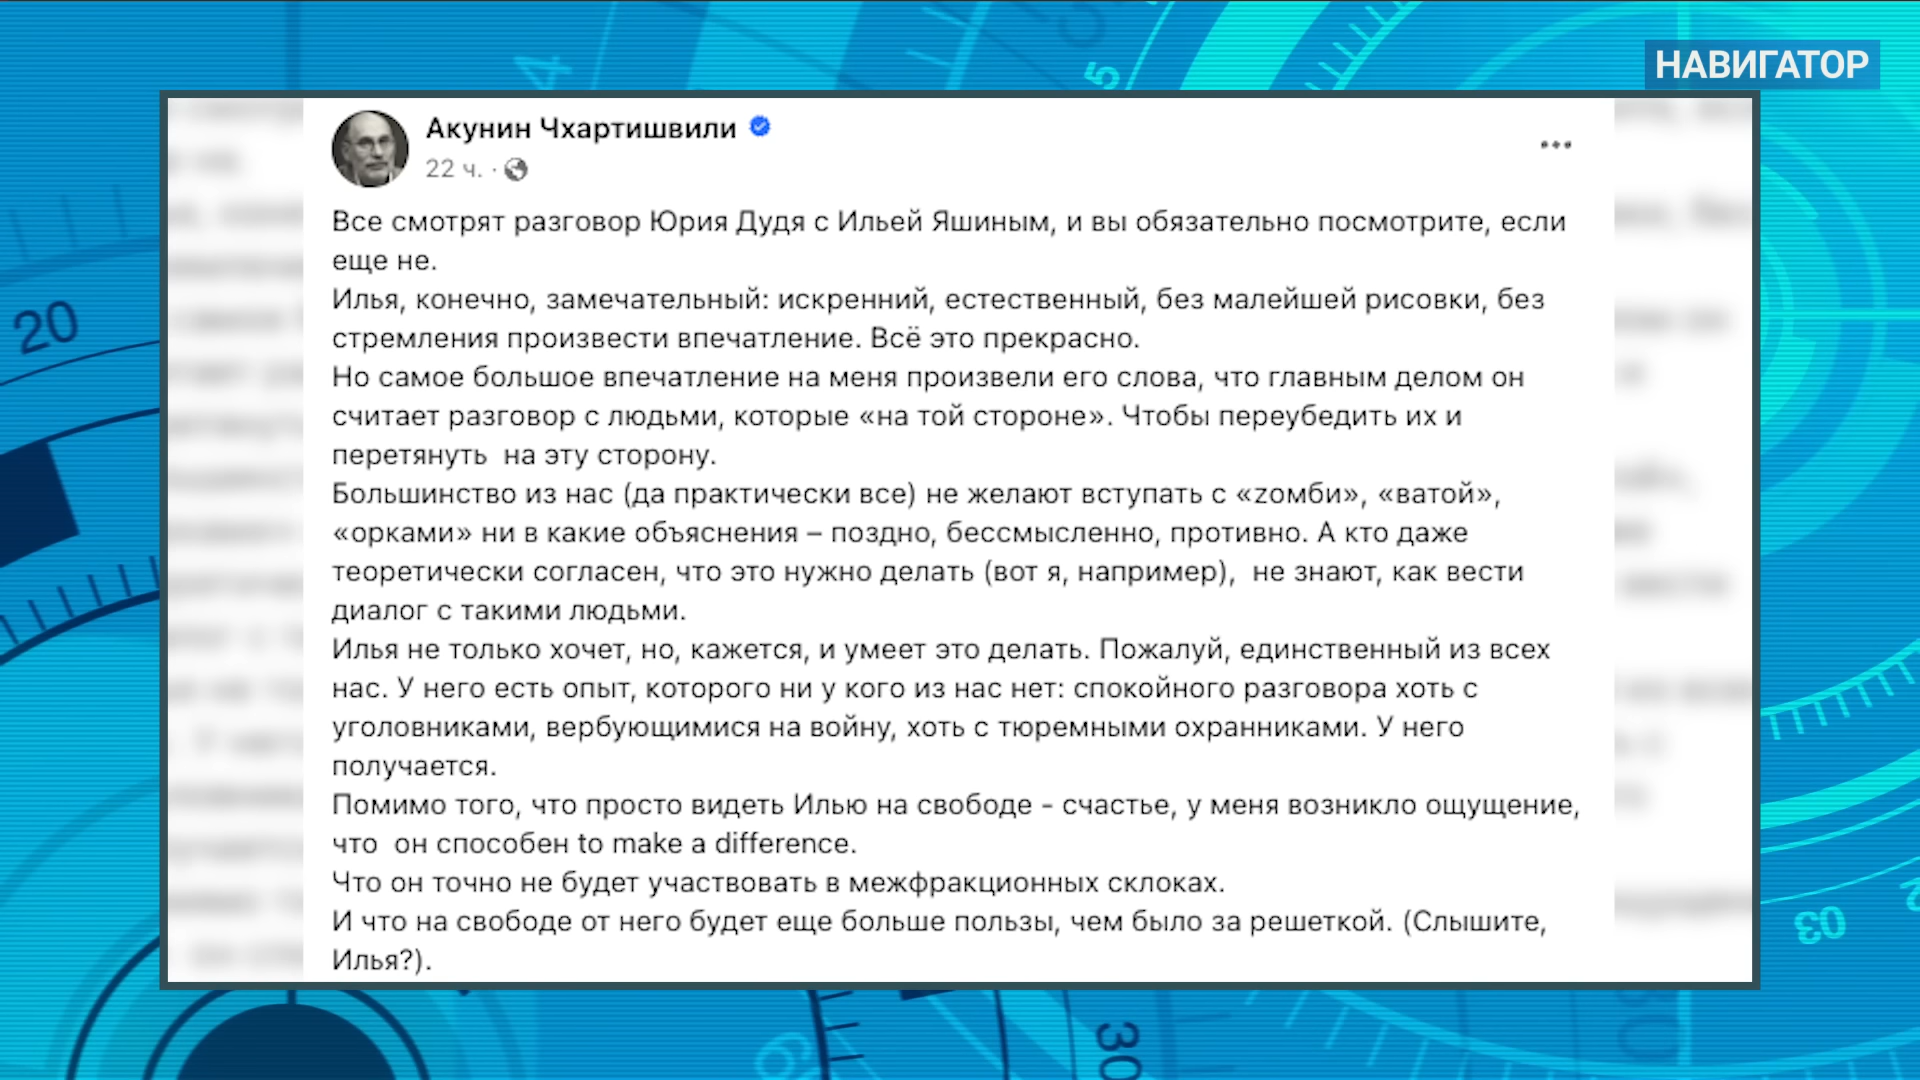 НАВИГАТОР
Акунин Чхартишвили
22 ч. ·
Все смотрят разговор Юрия Дудя с Ильей Яшиным, и вы обязательно посмотрите, если
еще не.
Илья, конечно, замечательный: искренний, естественный, без малейшей рисовки, без
стремления произвести впечатление. Всё это прекрасно.
Но самое большое впечатление на меня произвели его слова, что главным делом он
считает разговор с людьми, которые «на той стороне». Чтобы переубедить их и
перетянуть  на эту сторону.
Большинство из нас (да практически все) не желают вступать с «zомби», «ватой»,
«орками» ни в какие объяснения – поздно, бессмысленно, противно. А кто даже
теоретически согласен, что это нужно делать (вот я, например),  не знают, как вести
диалог с такими людьми.
Илья не только хочет, но, кажется, и умеет это делать. Пожалуй, единственный из всех
нас. У него есть опыт, которого ни у кого из нас нет: спокойного разговора хоть с
уголовниками, вербующимися на войну, хоть с тюремными охранниками. У него
получается.
Помимо того, что просто видеть Илью на свободе - счастье, у меня возникло ощущение,
что  он способен to make a difference.
Что он точно не будет участвовать в межфракционных склоках.
И что на свободе от него будет еще больше пользы, чем было за решеткой. (Слышите,
Илья?).
20
4
5
03
30
60